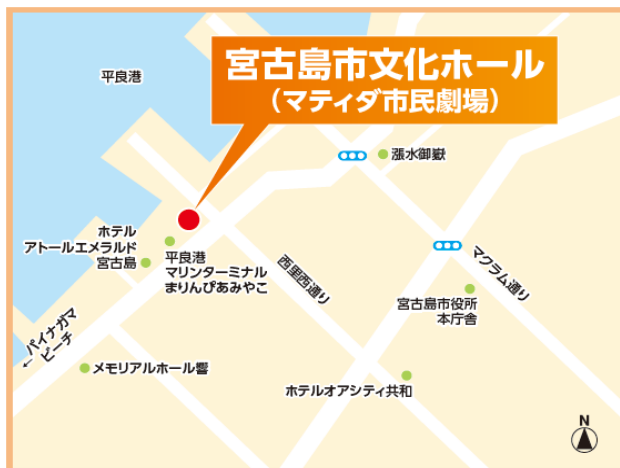 宮古島市文化ホール
（マティダ市民劇場）
平良港
漲水御嶽
ホテル
アトールエメラルド
宮古島
平良港
マリンターミナル
まりんぴあみやこ
西里西通り
マクラム通り
宮古島市役所
本庁舎
←パイナガマ
ビーチ
メモリアルホール響
ホテルオアシティ共和
N